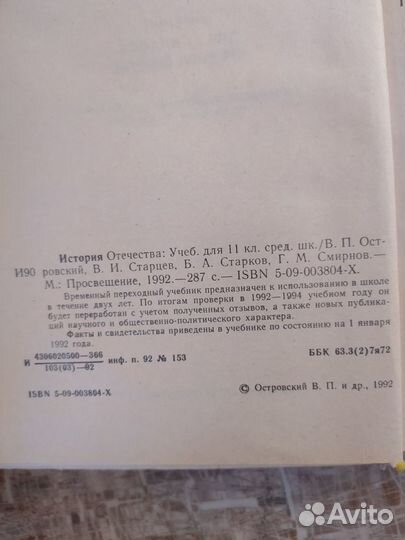 История Отечества: Учеб. для 11 кл. сред. шк./В. П. Ост-
И90 ровский, В. И. Старцев, Б. А. Старков, Г. М. Смирнов.—
М.: Просвещение, 1992.—287 с.— ISBN 5-09-003804-X.
Временный переходный учебник предназначен к использованию в школе
в течение двух лет. По итогам проверки в 1992—1994 учебном году он
будет переработан с учетом полученных отзывов, а также новых публика-
ций научного и общественно-политического характера.
Факты и свидетельства приведены в учебнике по состоянию на 1 января
1992 года.
И 4306020500—366
103(03)—92 инф. п. 92 № 153 ББК 63.3(2)7я72
ISBN 5-09-003804-X © Островский В. П. и др., 1992
Avito